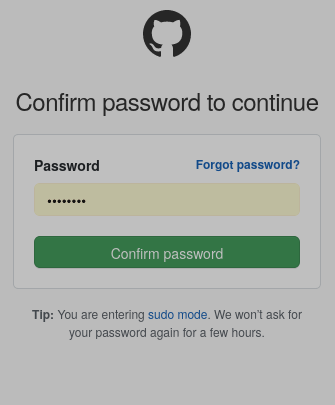 Confirm password to continue
Password Forgot password?
••••••••
Confirm password
Tip: You are entering sudo mode. We won't ask for
your password again for a few hours.